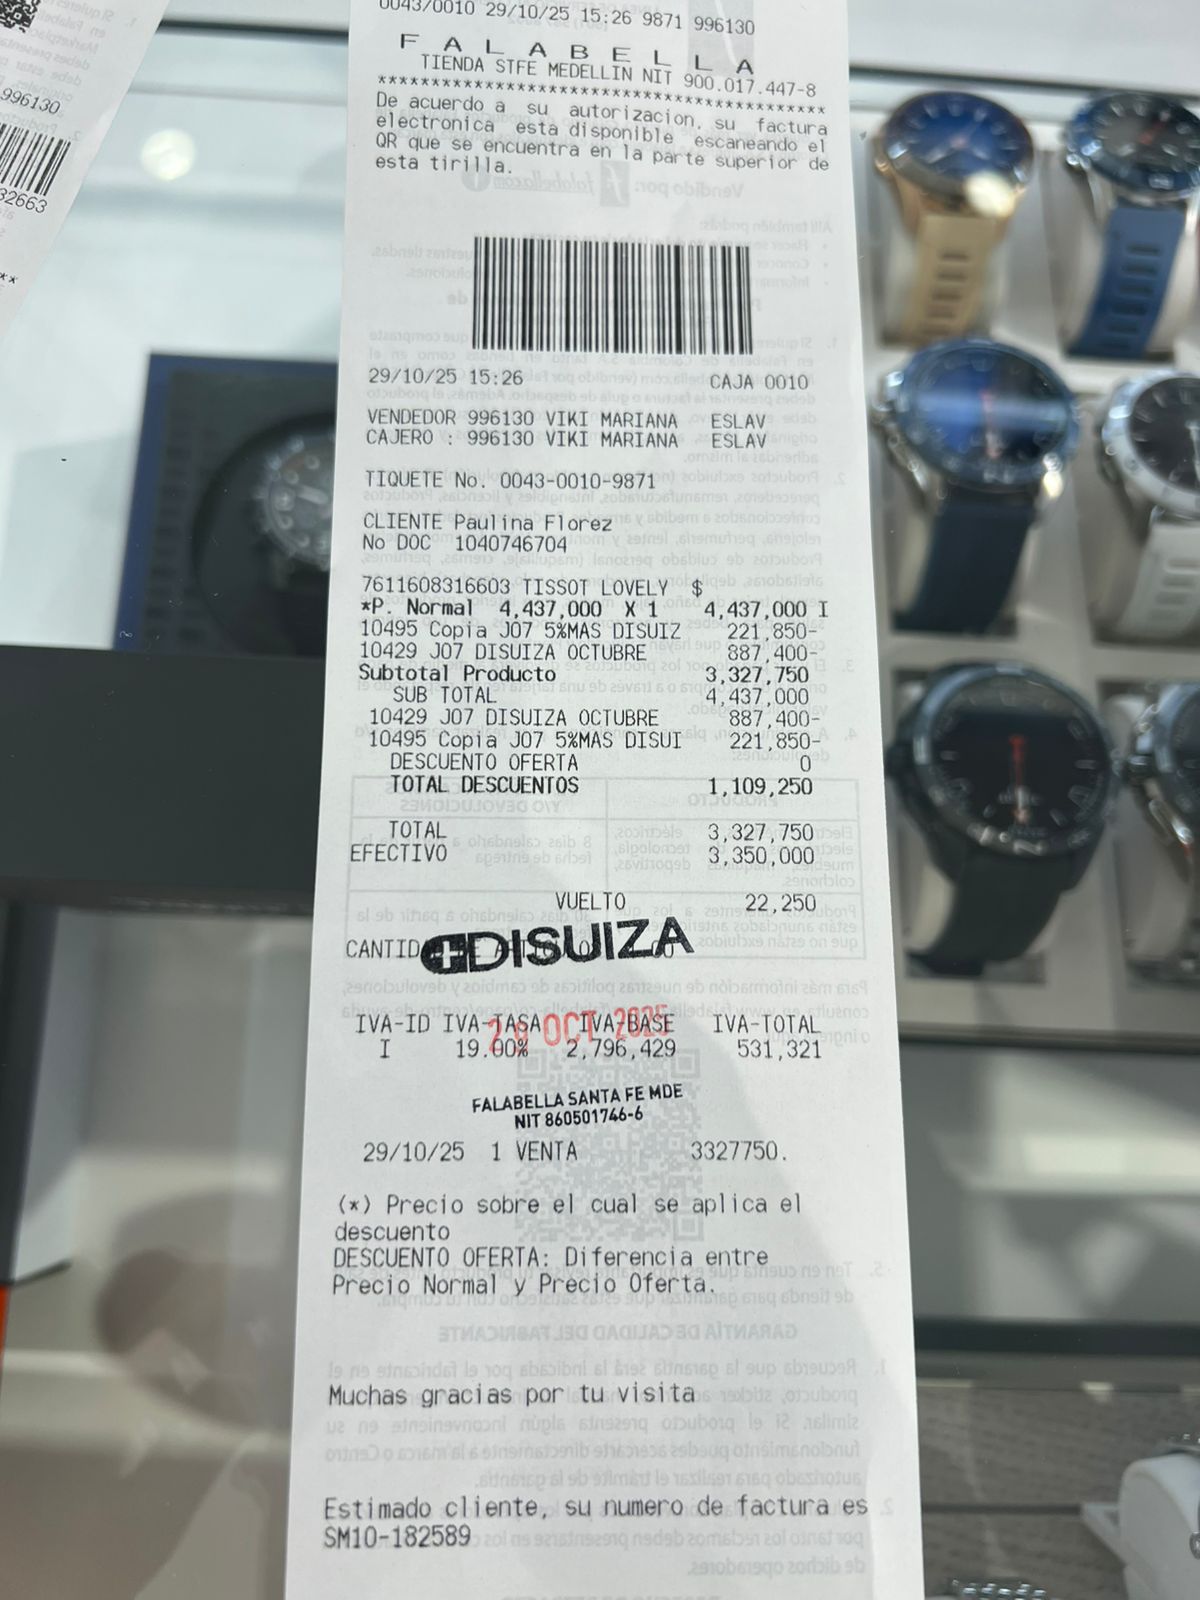 0043/0010 29/10/25 15:26 9871 996130
F A L A B E L L A
TIENDA STFE MEDELLIN NIT 900.017.447-8
****************************************
De acuerdo a su autorizacion, su factura
electronica esta disponible escaneando el
QR que se encuentra en la parte superior de
esta tirilla.
29/10/25 15:26 CAJA 0010
VENDEDOR 996130 VIKI MARIANA ESLAV
CAJERO : 996130 VIKI MARIANA ESLAV
TIQUETE No. 0043-0010-9871
CLIENTE Paulina Florez
No DOC 1040746704
7611608316603 TISSOT LOVELY $
*P. Normal 4,437,000 X 1 4,437,000 I
10495 Copia J07 5%MAS DISUIZ 221,850-
10429 J07 DISUIZA OCTUBRE 887,400-
Subtotal Producto 3,327,750
SUB TOTAL 4,437,000
10429 J07 DISUIZA OCTUBRE 887,400-
10495 Copia J07 5%MAS DISUI 221,850-
DESCUENTO OFERTA 0
TOTAL DESCUENTOS 1,109,250
TOTAL 3,327,750
EFECTIVO 3,350,000
VUELTO 22,250
DISUIZA
CANTID
29 OCT 2025
IVA-ID IVA-TASA IVA-BASE IVA-TOTAL
I 19.00% 2,796,429 531,321
FALABELLA SANTA FE MDE
NIT 860501746-6
29/10/25 1 VENTA 3327750.
(*) Precio sobre el cual se aplica el
descuento
DESCUENTO OFERTA: Diferencia entre
Precio Normal y Precio Oferta.
Muchas gracias por tu visita
Estimado cliente, su numero de factura es
SM10-182589
996130
32663
**